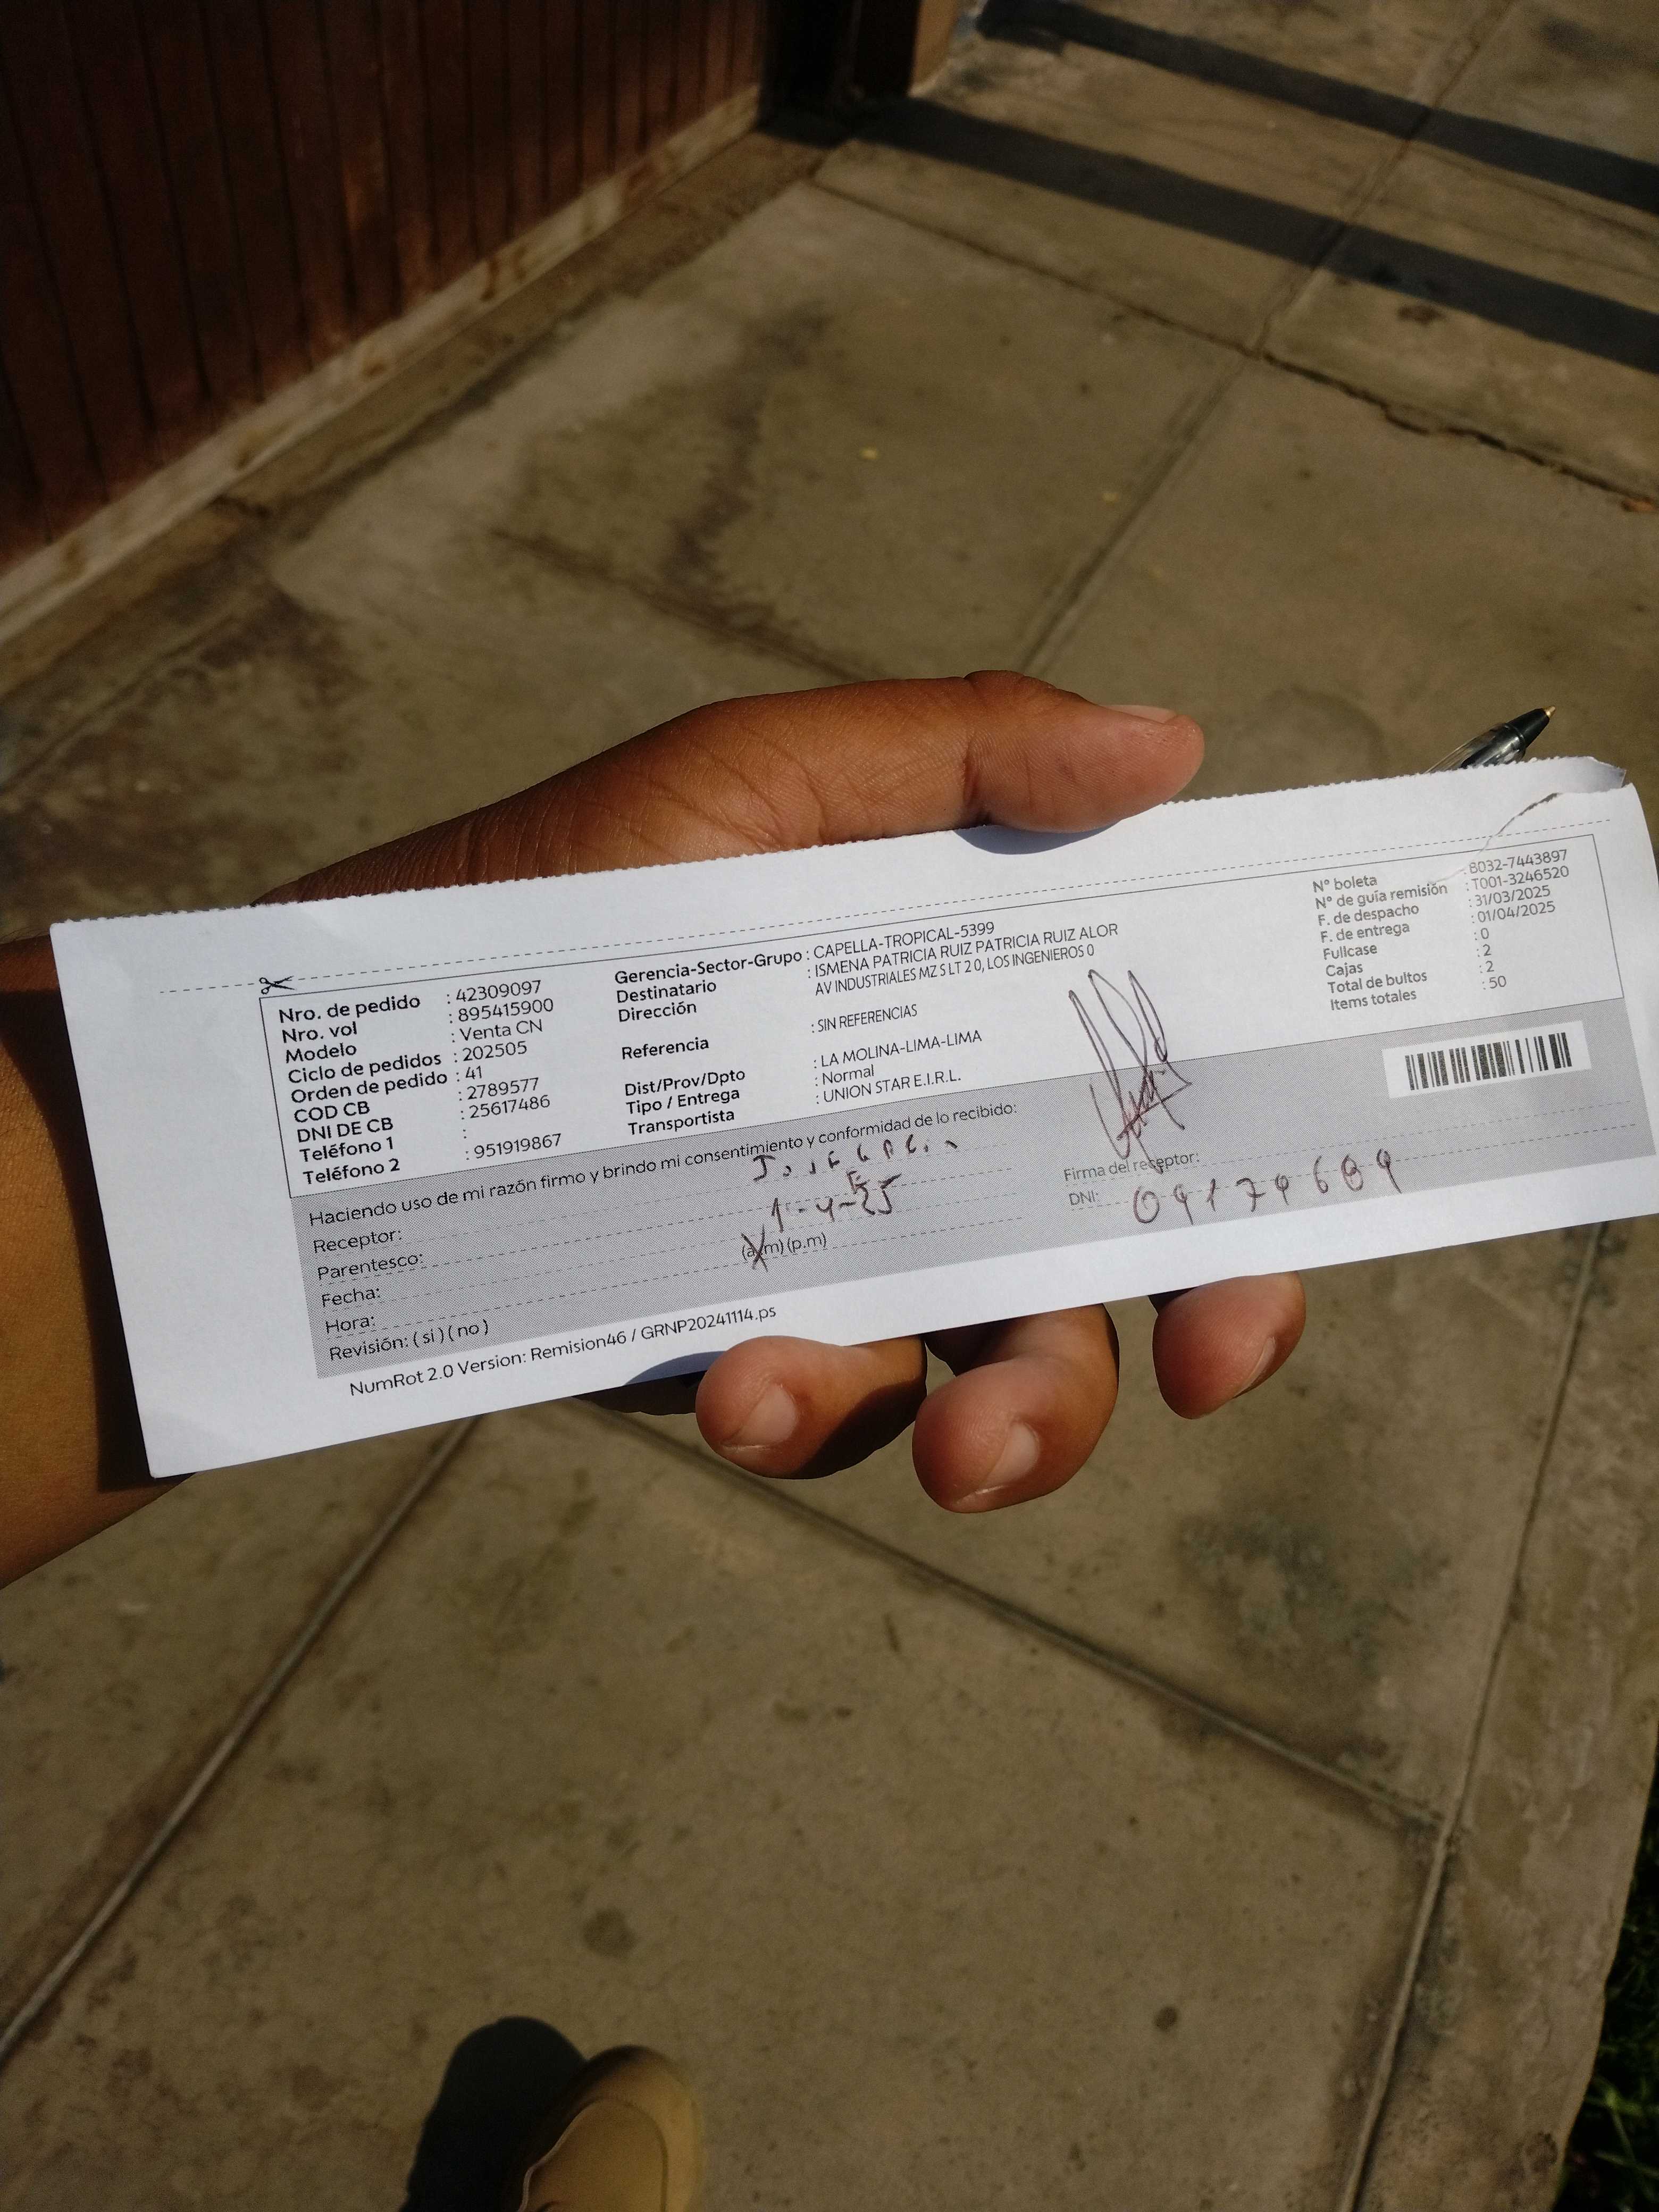 Nro. de pedido : 42309097
Nro. vol : 895415900
Modelo : Venta CN
Ciclo de pedidos : 202505
Orden de pedido : 41
COD CB : 2789577
DNI DE CB : 25617486
Teléfono 1 :
Teléfono 2 : 951919867
Gerencia-Sector-Grupo : CAPELLA-TROPICAL-5399
Destinatario : ISMENA PATRICIA RUIZ PATRICIA RUIZ ALOR
Dirección AV INDUSTRIALES MZ S LT 2 0, LOS INGENIEROS 0
Referencia : SIN REFERENCIAS
Dist/Prov/Dpto : LA MOLINA-LIMA-LIMA
Tipo / Entrega : Normal
Transportista : UNION STAR E.I.R.L.
N° boleta : B032-7443897
N° de guía remisión : T001-3246520
F. de despacho : 31/03/2025
F. de entrega : 01/04/2025
Fullcase : 0
Cajas : 2
Total de bultos : 2
Items totales : 50
Haciendo uso de mi razón firmo y brindo mi consentimiento y conformidad de lo recibido:
Receptor:
Parentesco:
Fecha: 1-4-25
Hora: (a.m) (p.m)
Revisión: ( si ) ( no )
Firma del receptor:
DNI: 09179689
NumRot 2.0 Version: Remision46 / GRNP20241114.ps